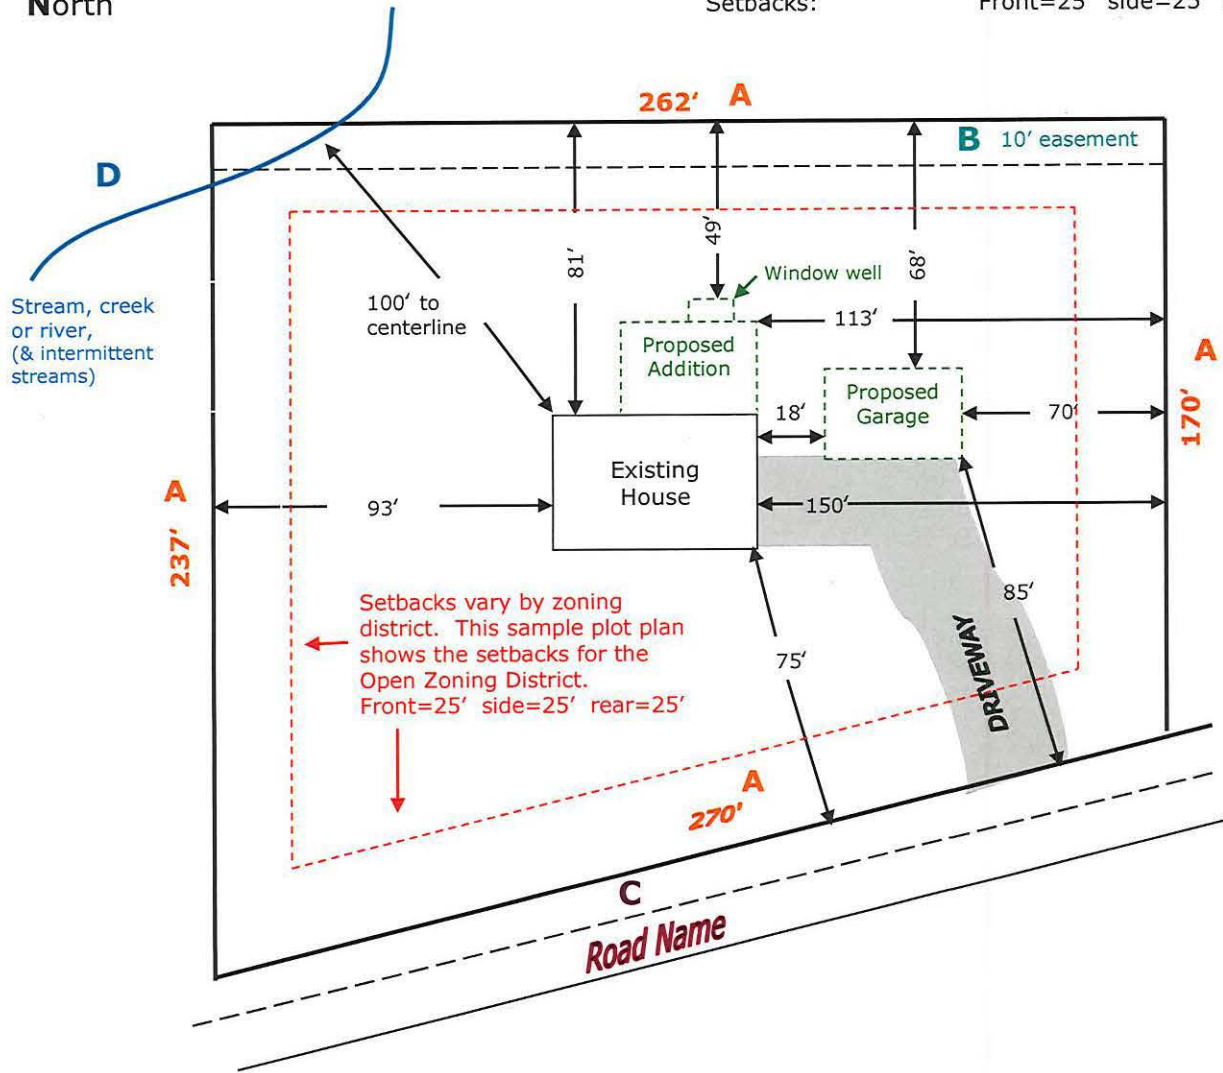 North
Setbacks: Front=25' side=25'
262' A
B 10' easement
D
Stream, creek
or river,
(& intermittent
streams)
100' to
centerline
81'
49'
68'
Window well
113'
Proposed
Addition
Proposed
Garage
18'
70'
A
170'
Existing
House
A
237'
93'
150'
Setbacks vary by zoning
district. This sample plot plan
shows the setbacks for the
Open Zoning District.
Front=25' side=25' rear=25'
75'
85'
DRIVEWAY
A
270'
C
Road Name